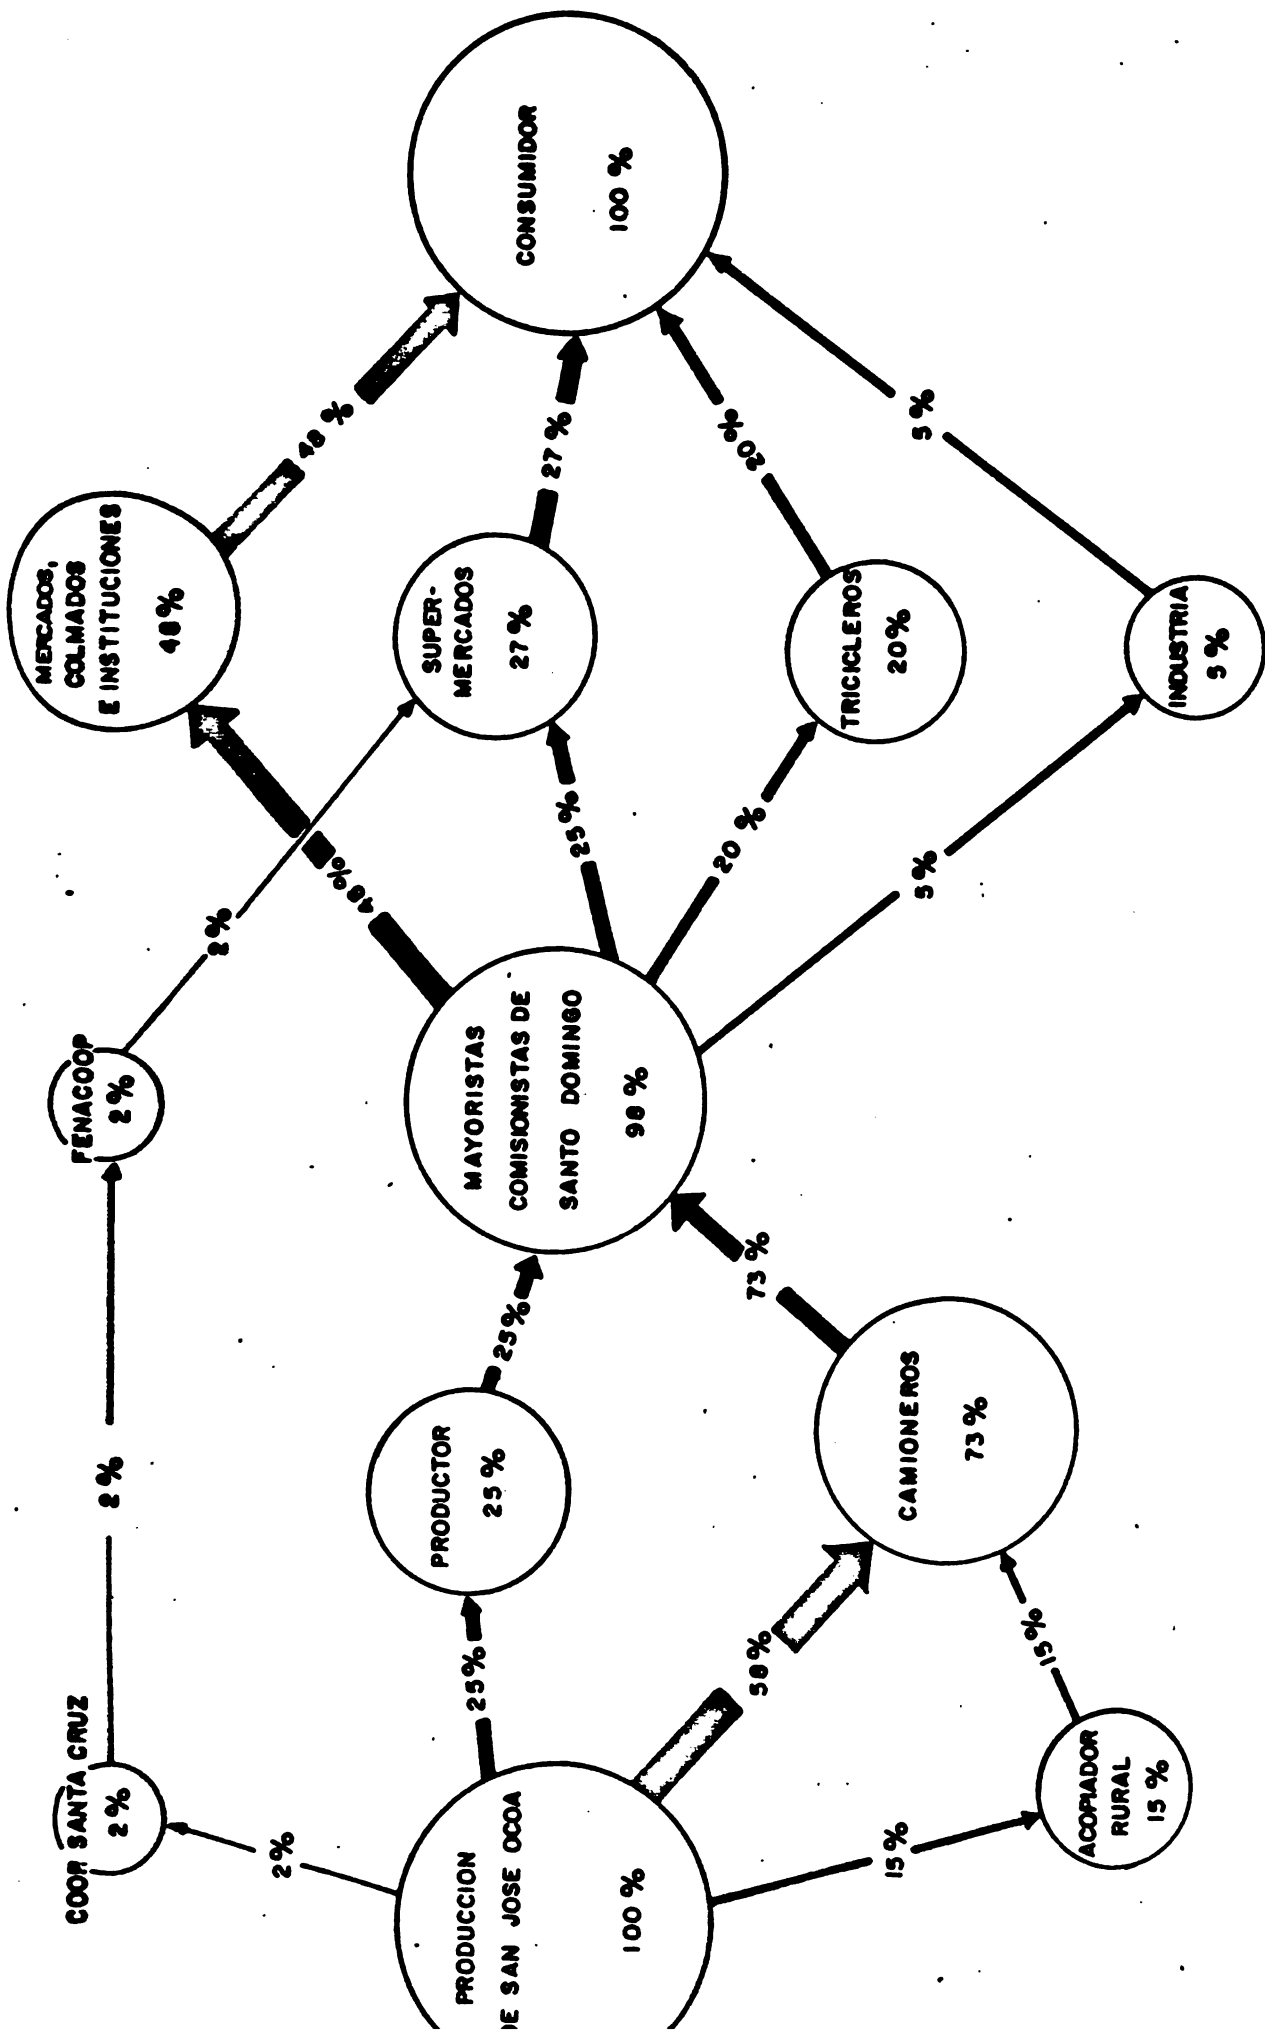 COOP. SANTA CRUZ
2%
2%
FENACOOP
2%
2%
2%
PRODUCCION
DE SAN JOSE OCOA
100%
25%
PRODUCTOR
25%
25%
58%
15%
ACOPIADOR
RURAL
15%
15%
CAMIONEROS
73%
73%
MAYORISTAS
COMISIONISTAS DE
SANTO DOMINGO
98%
48%
25%
20%
5%
MERCADOS,
COLMADOS
E INSTITUCIONES
48%
SUPER-
MERCADOS
27%
TRICICLEROS
20%
INDUSTRIA
5%
48%
27%
20%
5%
CONSUMIDOR
100%